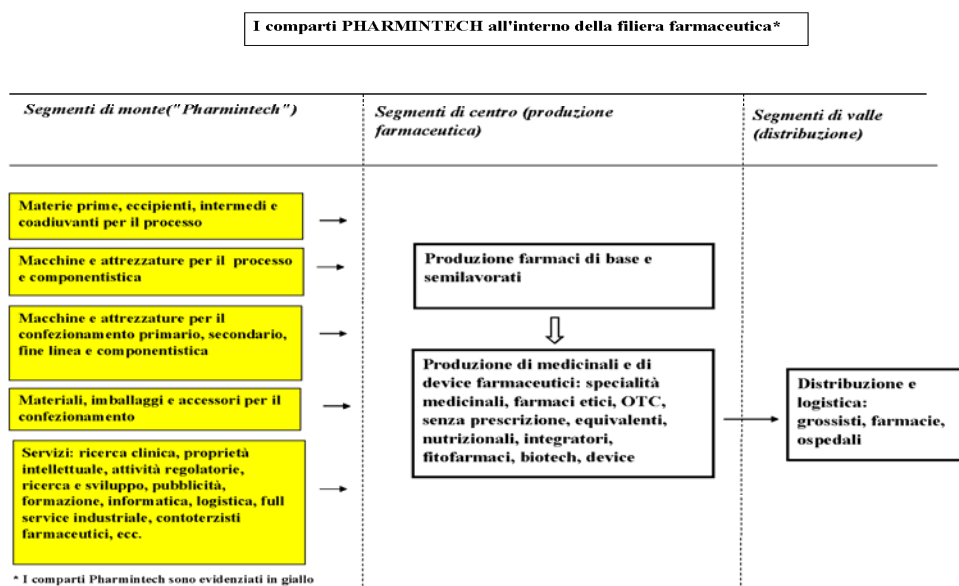 I comparti PHARMINTECH all'interno della filiera farmaceutica*
Segmenti di monte("Pharmintech")
Segmenti di centro (produzione
farmaceutica)
Segmenti di valle
(distribuzione)
Materie prime, eccipienti, intermedi e
coadiuvanti per il processo
Macchine e attrezzature per il processo
e componentistica
Macchine e attrezzature per il
confezionamento primario, secondario,
fine linea e componentistica
Materiali, imballaggi e accessori per il
confezionamento
Servizi: ricerca clinica, proprietà
intellettuale, attività regolatorie,
ricerca e sviluppo, pubblicità,
formazione, informatica, logistica, full
service industriale, contoterzisti
farmaceutici, ecc.
Produzione farmaci di base e
semilavorati
Produzione di medicinali e di
device farmaceutici: specialità
medicinali, farmaci etici, OTC,
senza prescrizione, equivalenti,
nutrizionali, integratori,
fitofarmaci, biotech, device
Distribuzione e
logistica:
grossisti, farmacie,
ospedali
* I comparti Pharmintech sono evidenziati in giallo